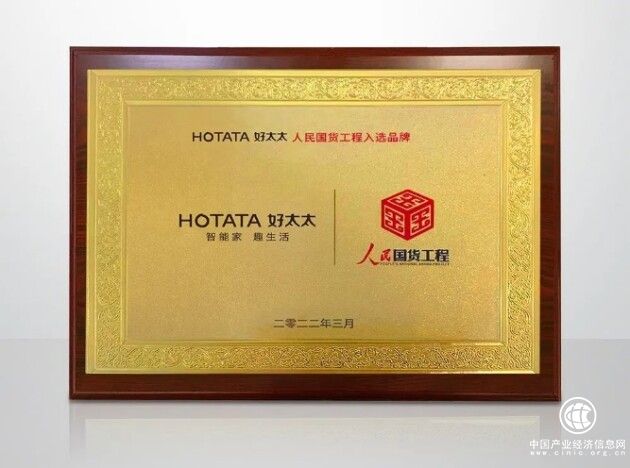 HOTATA 好太太 人民国货工程入选品牌
HOTATA 好太太
智能家 趣生活
人民国货工程
二零二二年三月
中国产业经济信息网
www.cinic.org.cn